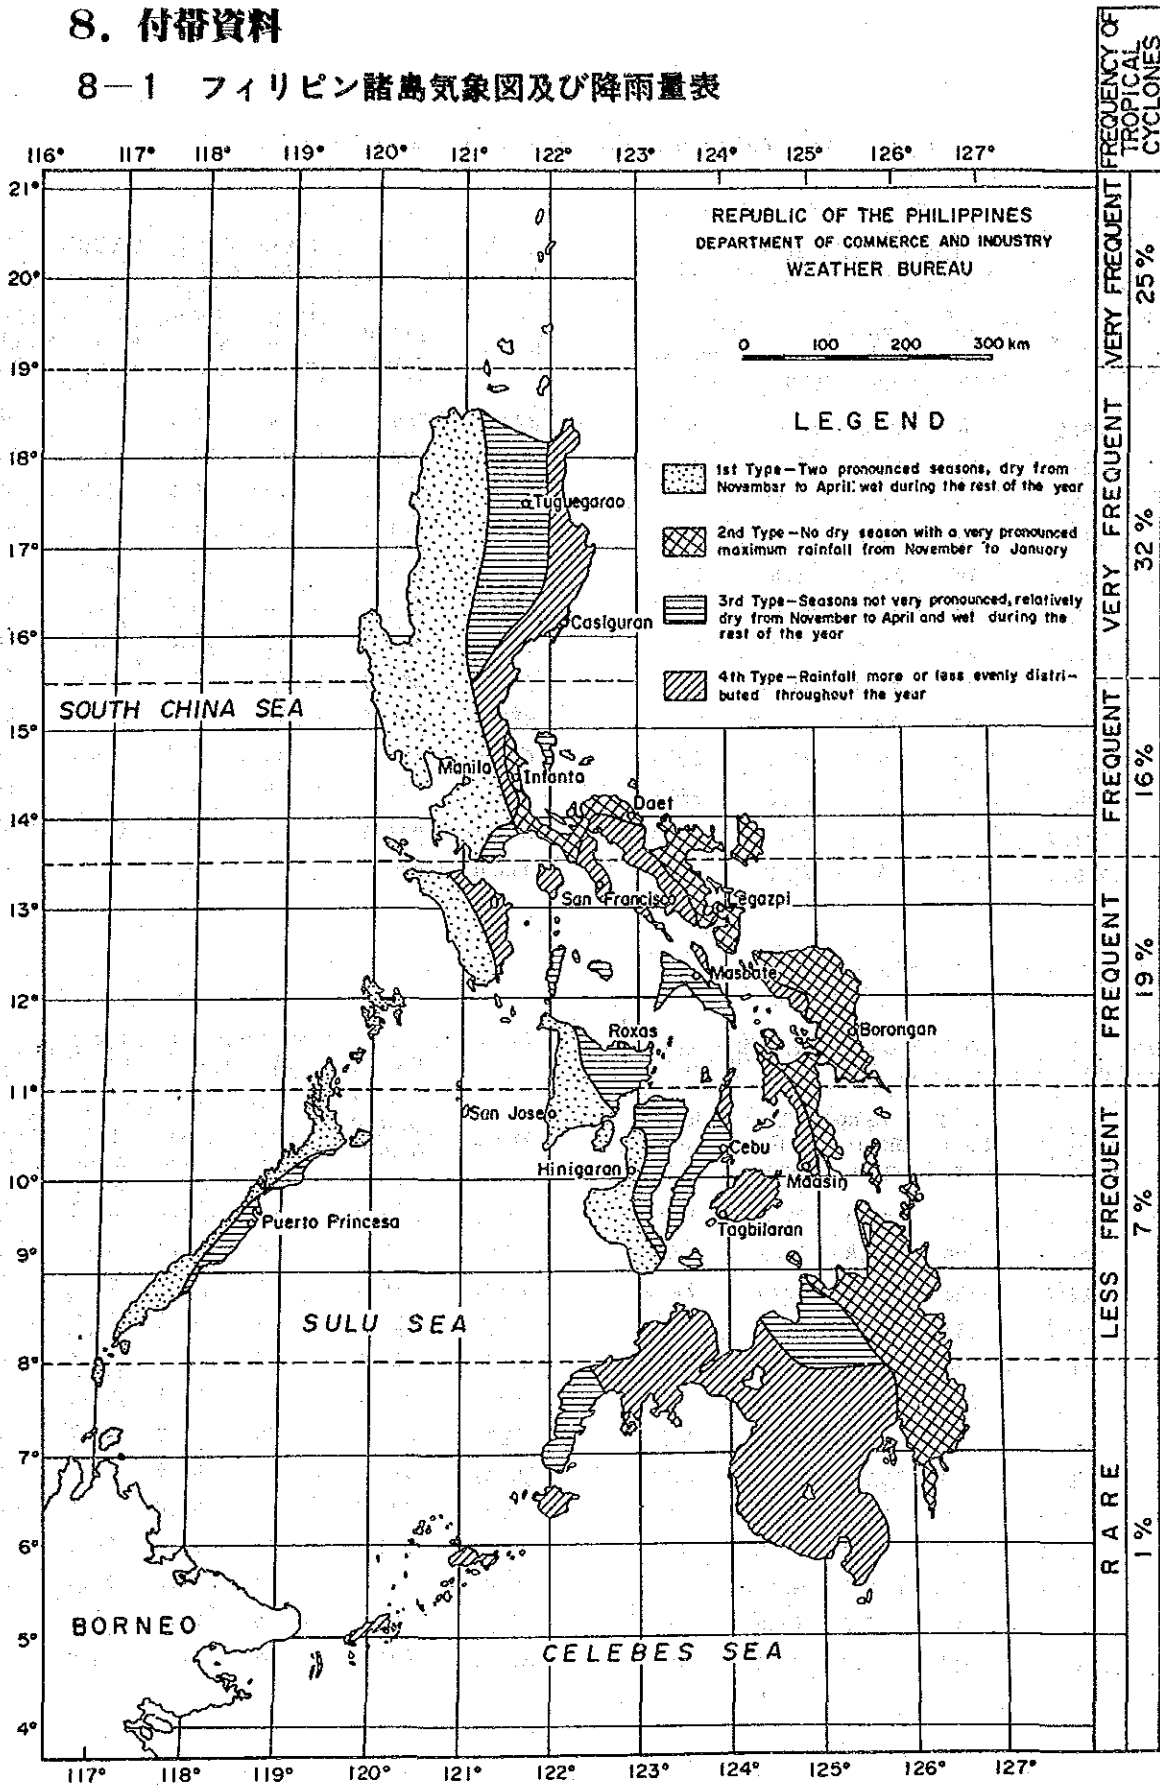 8. 付帯資料
8-1 フィリピン諸島気象図及び降雨量表
FREQUENCY OF
TROPICAL
CYCLONES
116° 117° 118° 119° 120° 121° 122° 123° 124° 125° 126° 127°
21°
20°
19°
18°
17°
16°
15°
14°
13°
12°
11°
10°
9°
8°
7°
6°
5°
4°
REPUBLIC OF THE PHILIPPINES
DEPARTMENT OF COMMERCE AND INDUSTRY
WEATHER BUREAU
0 100 200 300 km
LEGEND
1st Type—Two pronounced seasons, dry from
November to April; wet during the rest of the year
2nd Type—No dry season with a very pronounced
maximum rainfall from November to January
3rd Type—Seasons not very pronounced, relatively
dry from November to April and wet during the
rest of the year
4th Type—Rainfall more or less evenly distri-
buted throughout the year
Tuguegarao
Casiguran
SOUTH CHINA SEA
Manila
Infanta
Daet
San Francisco
Legazpi
Masbate
Roxas
Borongan
San Jose
Cebu
Hinigaran
Maasin
Puerto Princesa
Tagbilaran
SULU SEA
BORNEO
CELEBES SEA
VERY FREQUENT 25%
VERY FREQUENT 32%
FREQUENT 16%
FREQUENT 19%
LESS FREQUENT 7%
RARE 1%
117° 118° 119° 120° 121° 122° 123° 124° 125° 126° 127°